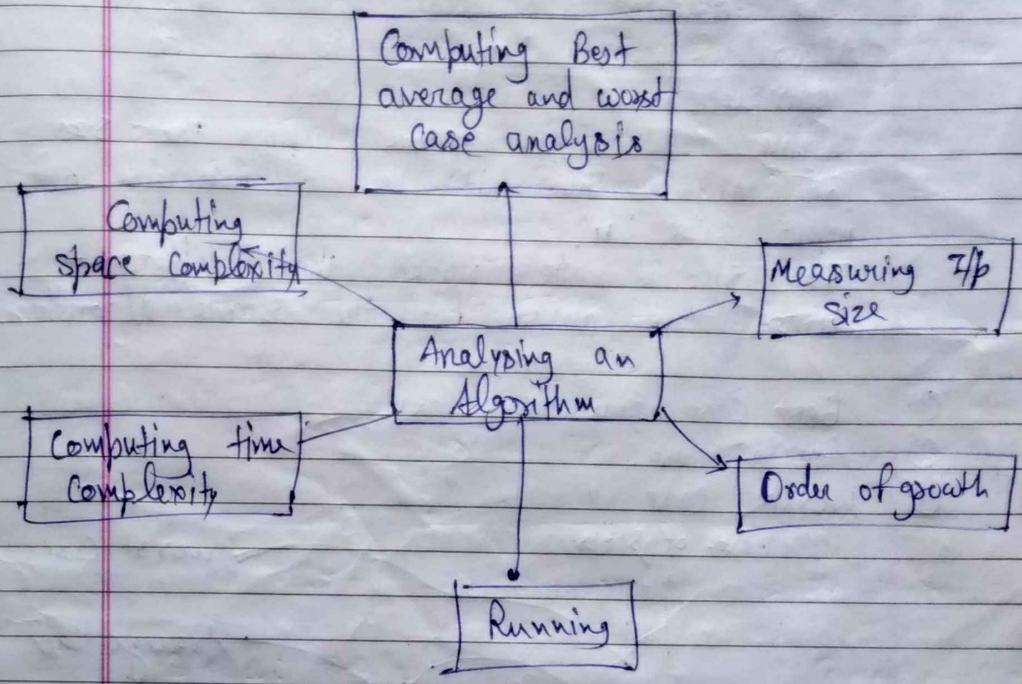 Computing Best
average and worst
Case analysis
Computing
space Complexity
Measuring I/p
size
Analysing an
Algorithm
Computing time
Complexity
Order of growth
Running